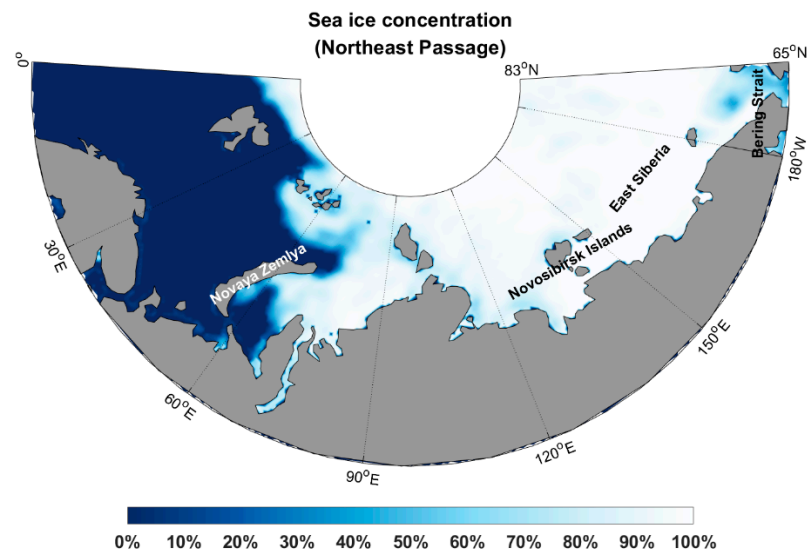 Sea ice concentration
(Northeast Passage)
0°
83°N
65°N
Bering Strait
180°W
East Siberia
Novosibirsk Islands
Novaya Zemlya
30°E
60°E
90°E
120°E
150°E
0% 10% 20% 30% 40% 50% 60% 70% 80% 90% 100%